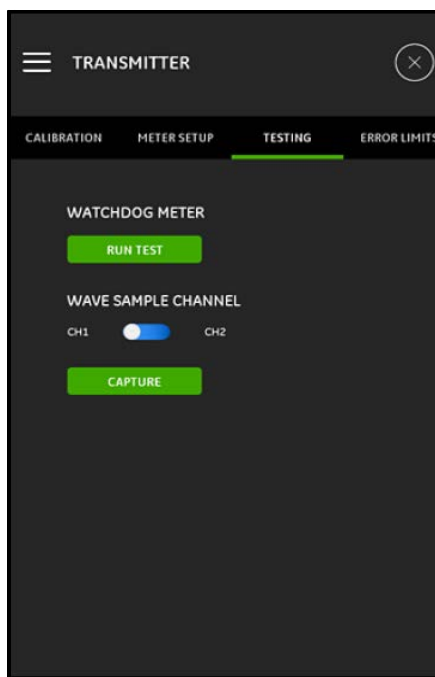 TRANSMITTER
CALIBRATION METER SETUP TESTING ERROR LIMITS
WATCHDOG METER
RUN TEST
WAVE SAMPLE CHANNEL
CH1 CH2
CAPTURE